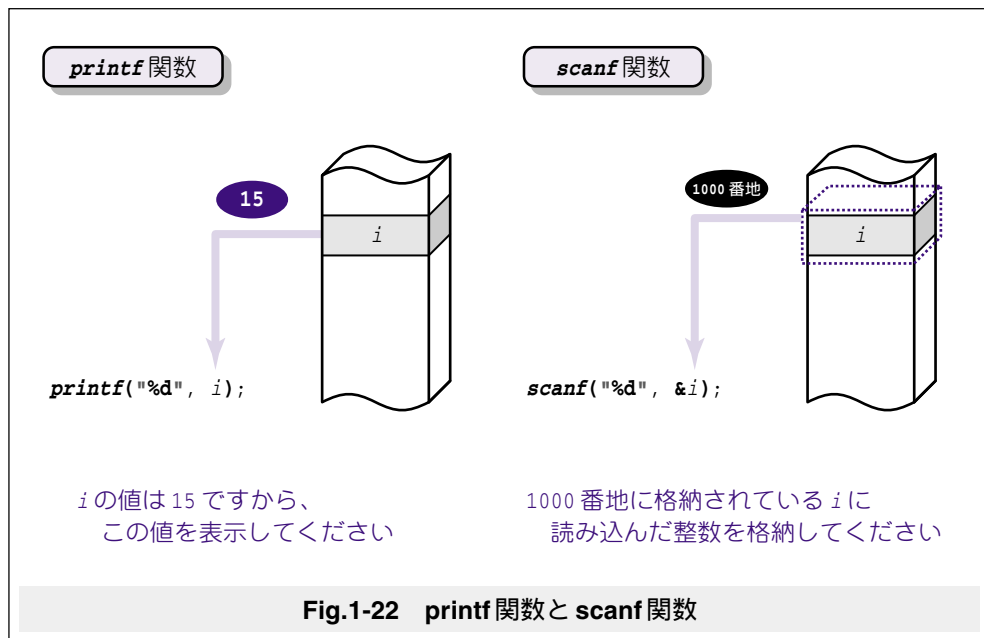 printf 関数
15
i
printf("%d", i);
i の値は 15 ですから、
この値を表示してください
scanf 関数
1000 番地
i
scanf("%d", &i);
1000 番地に格納されている i に
読み込んだ整数を格納してください
Fig.1-22 printf 関数と scanf 関数